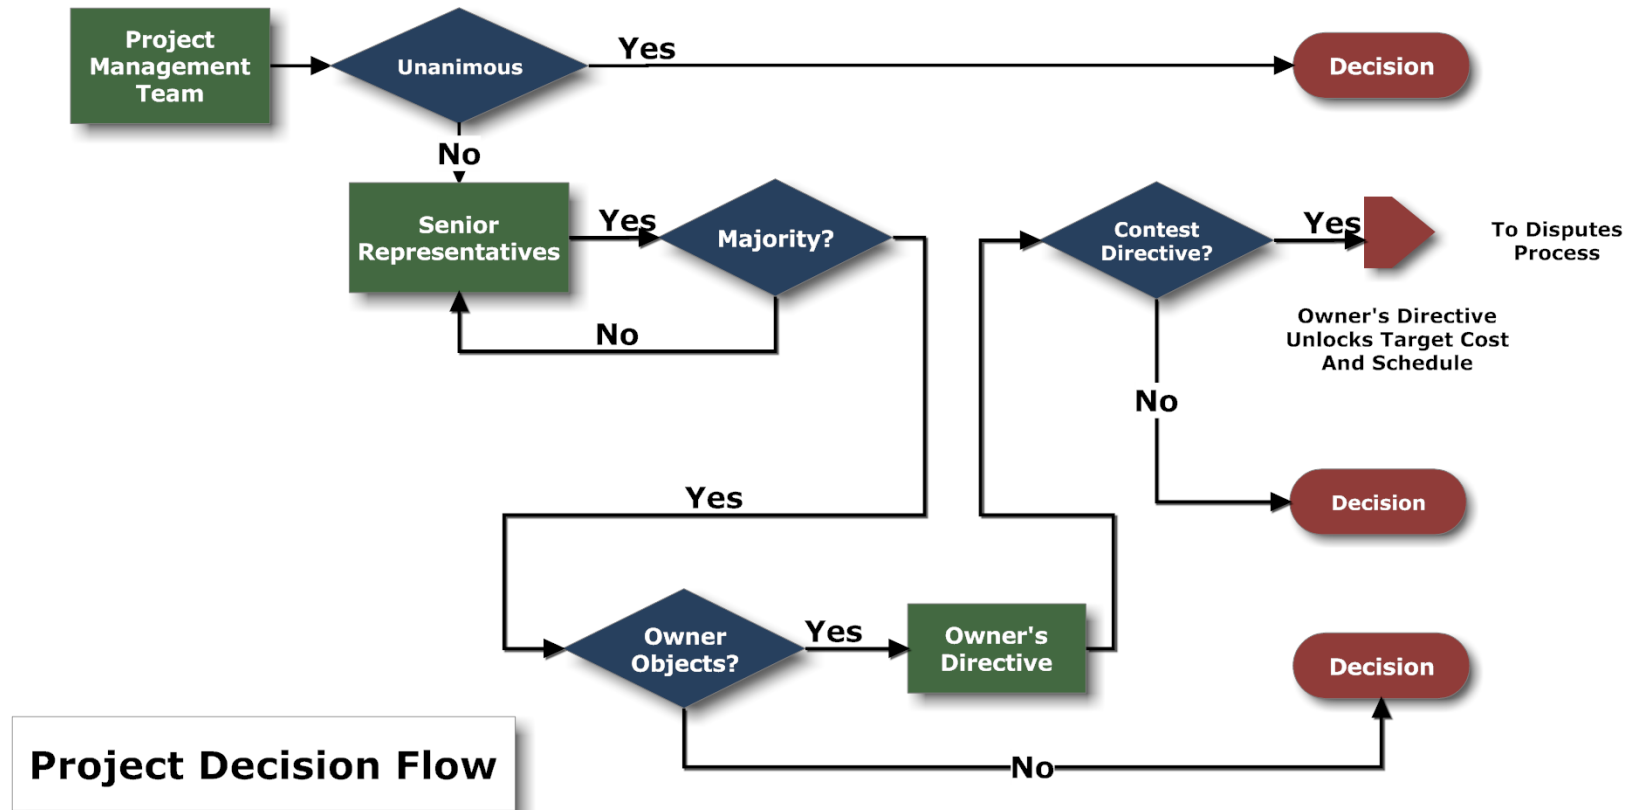 Project
Management
Team
Unanimous
Yes
Decision
No
Senior
Representatives
Yes
Majority?
No
Contest
Directive?
Yes
To Disputes
Process
Owner's Directive
Unlocks Target Cost
And Schedule
No
Decision
Yes
Owner
Objects?
Yes
Owner's
Directive
Decision
No
Project Decision Flow